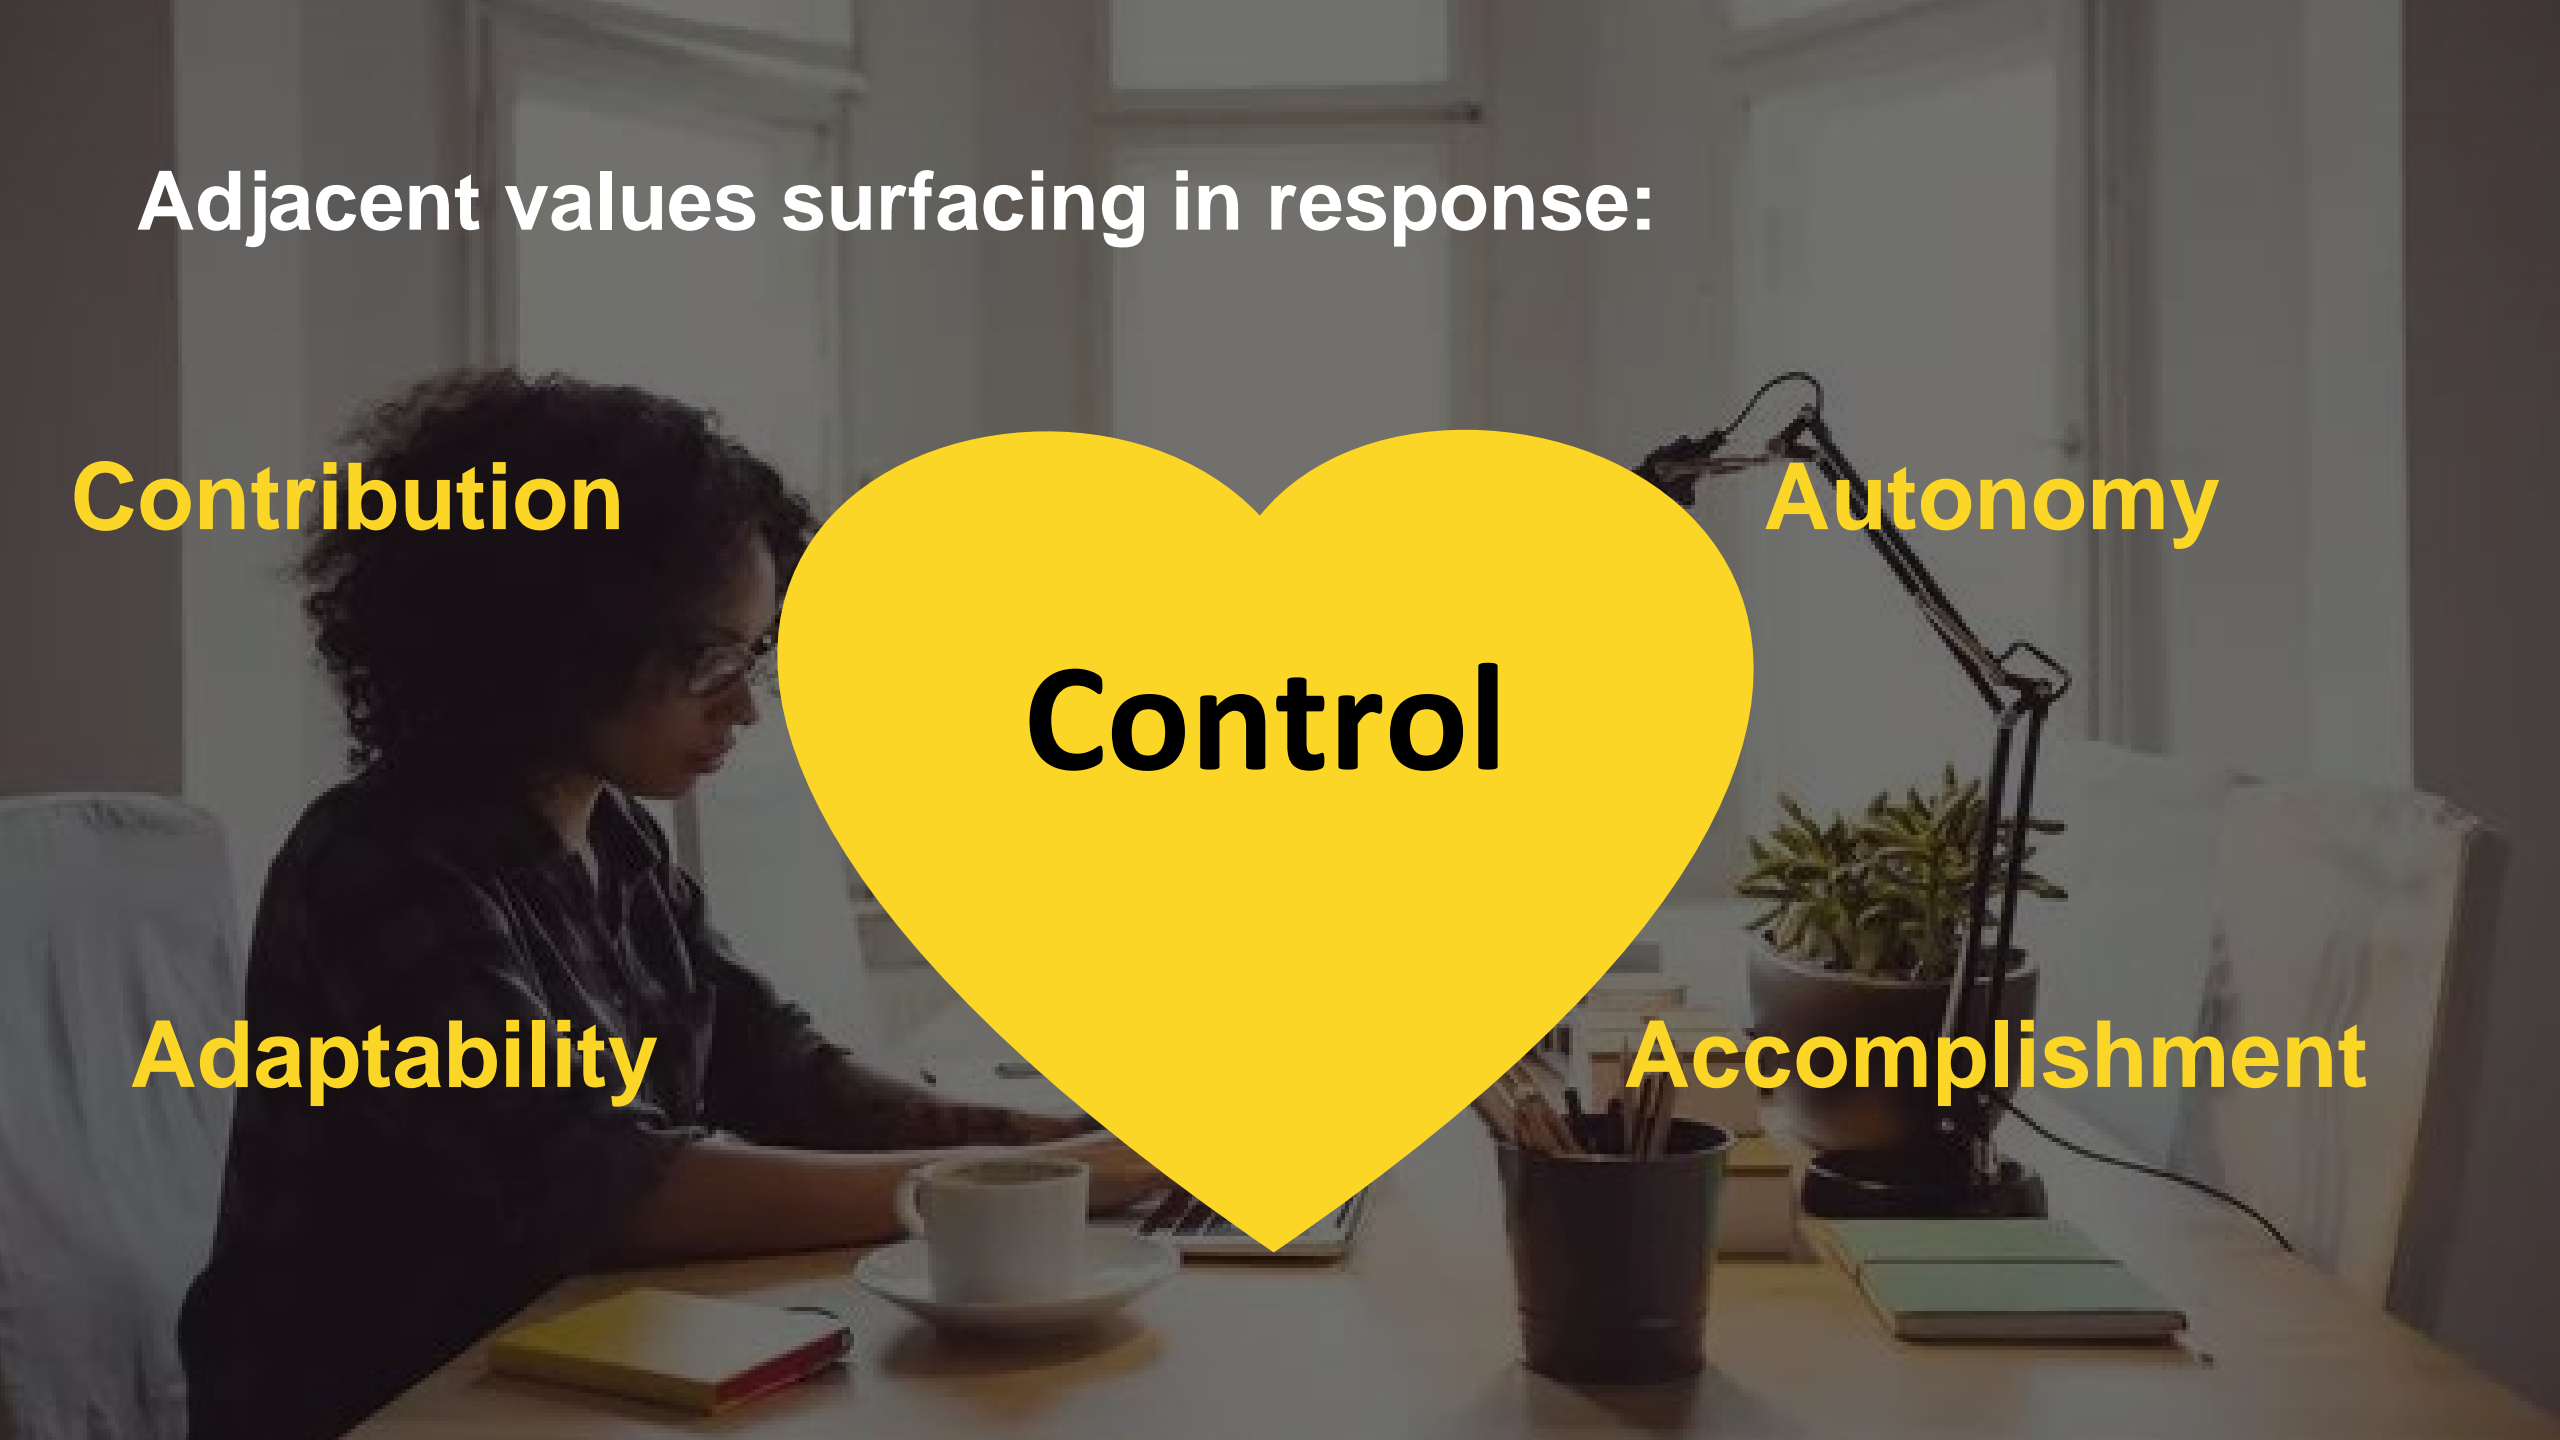 Adjacent values surfacing in response:
Contribution
Autonomy
Control
Adaptability
Accomplishment